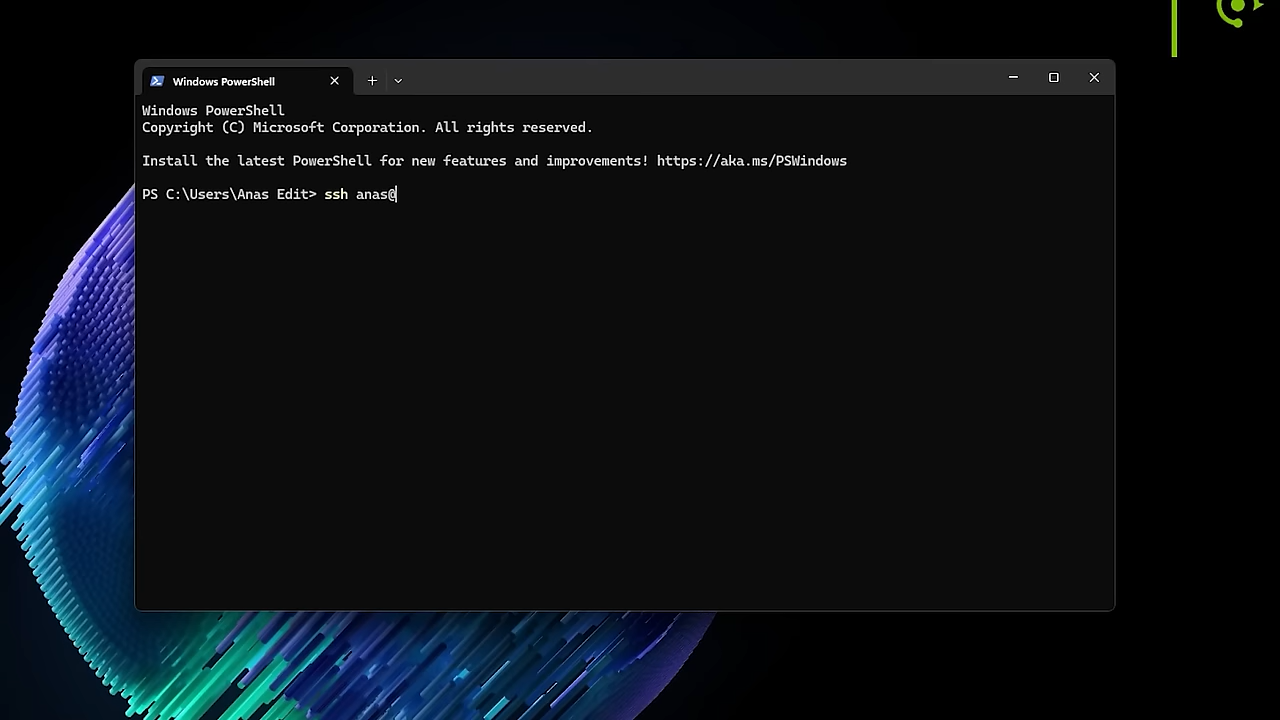 Windows PowerShell
Windows PowerShell
Copyright (C) Microsoft Corporation. All rights reserved.
Install the latest PowerShell for new features and improvements! https://aka.ms/PSWindows
PS C:\Users\Anas Edit> ssh anas@